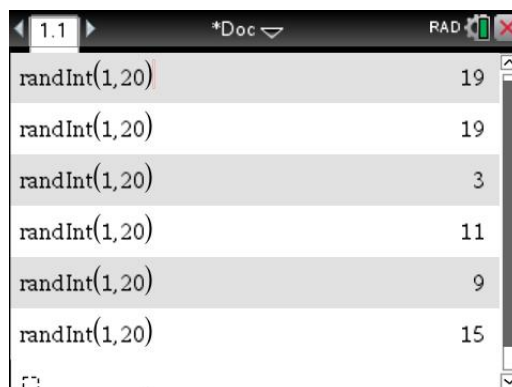 1.1 *Doc RAD
randInt(1,20) 19
randInt(1,20) 19
randInt(1,20) 3
randInt(1,20) 11
randInt(1,20) 9
randInt(1,20) 15